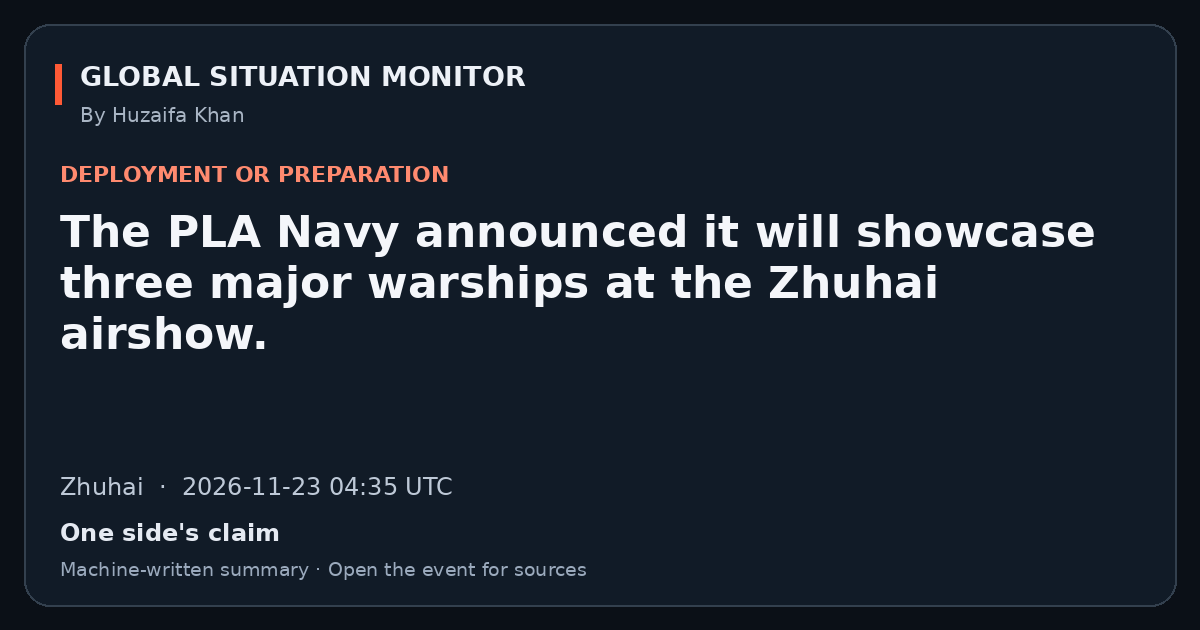 GLOBAL SITUATION MONITOR
By Huzaifa Khan
DEPLOYMENT OR PREPARATION
The PLA Navy announced it will showcase
three major warships at the Zhuhai
airshow.
Zhuhai · 2026-11-23 04:35 UTC
One side's claim
Machine-written summary · Open the event for sources